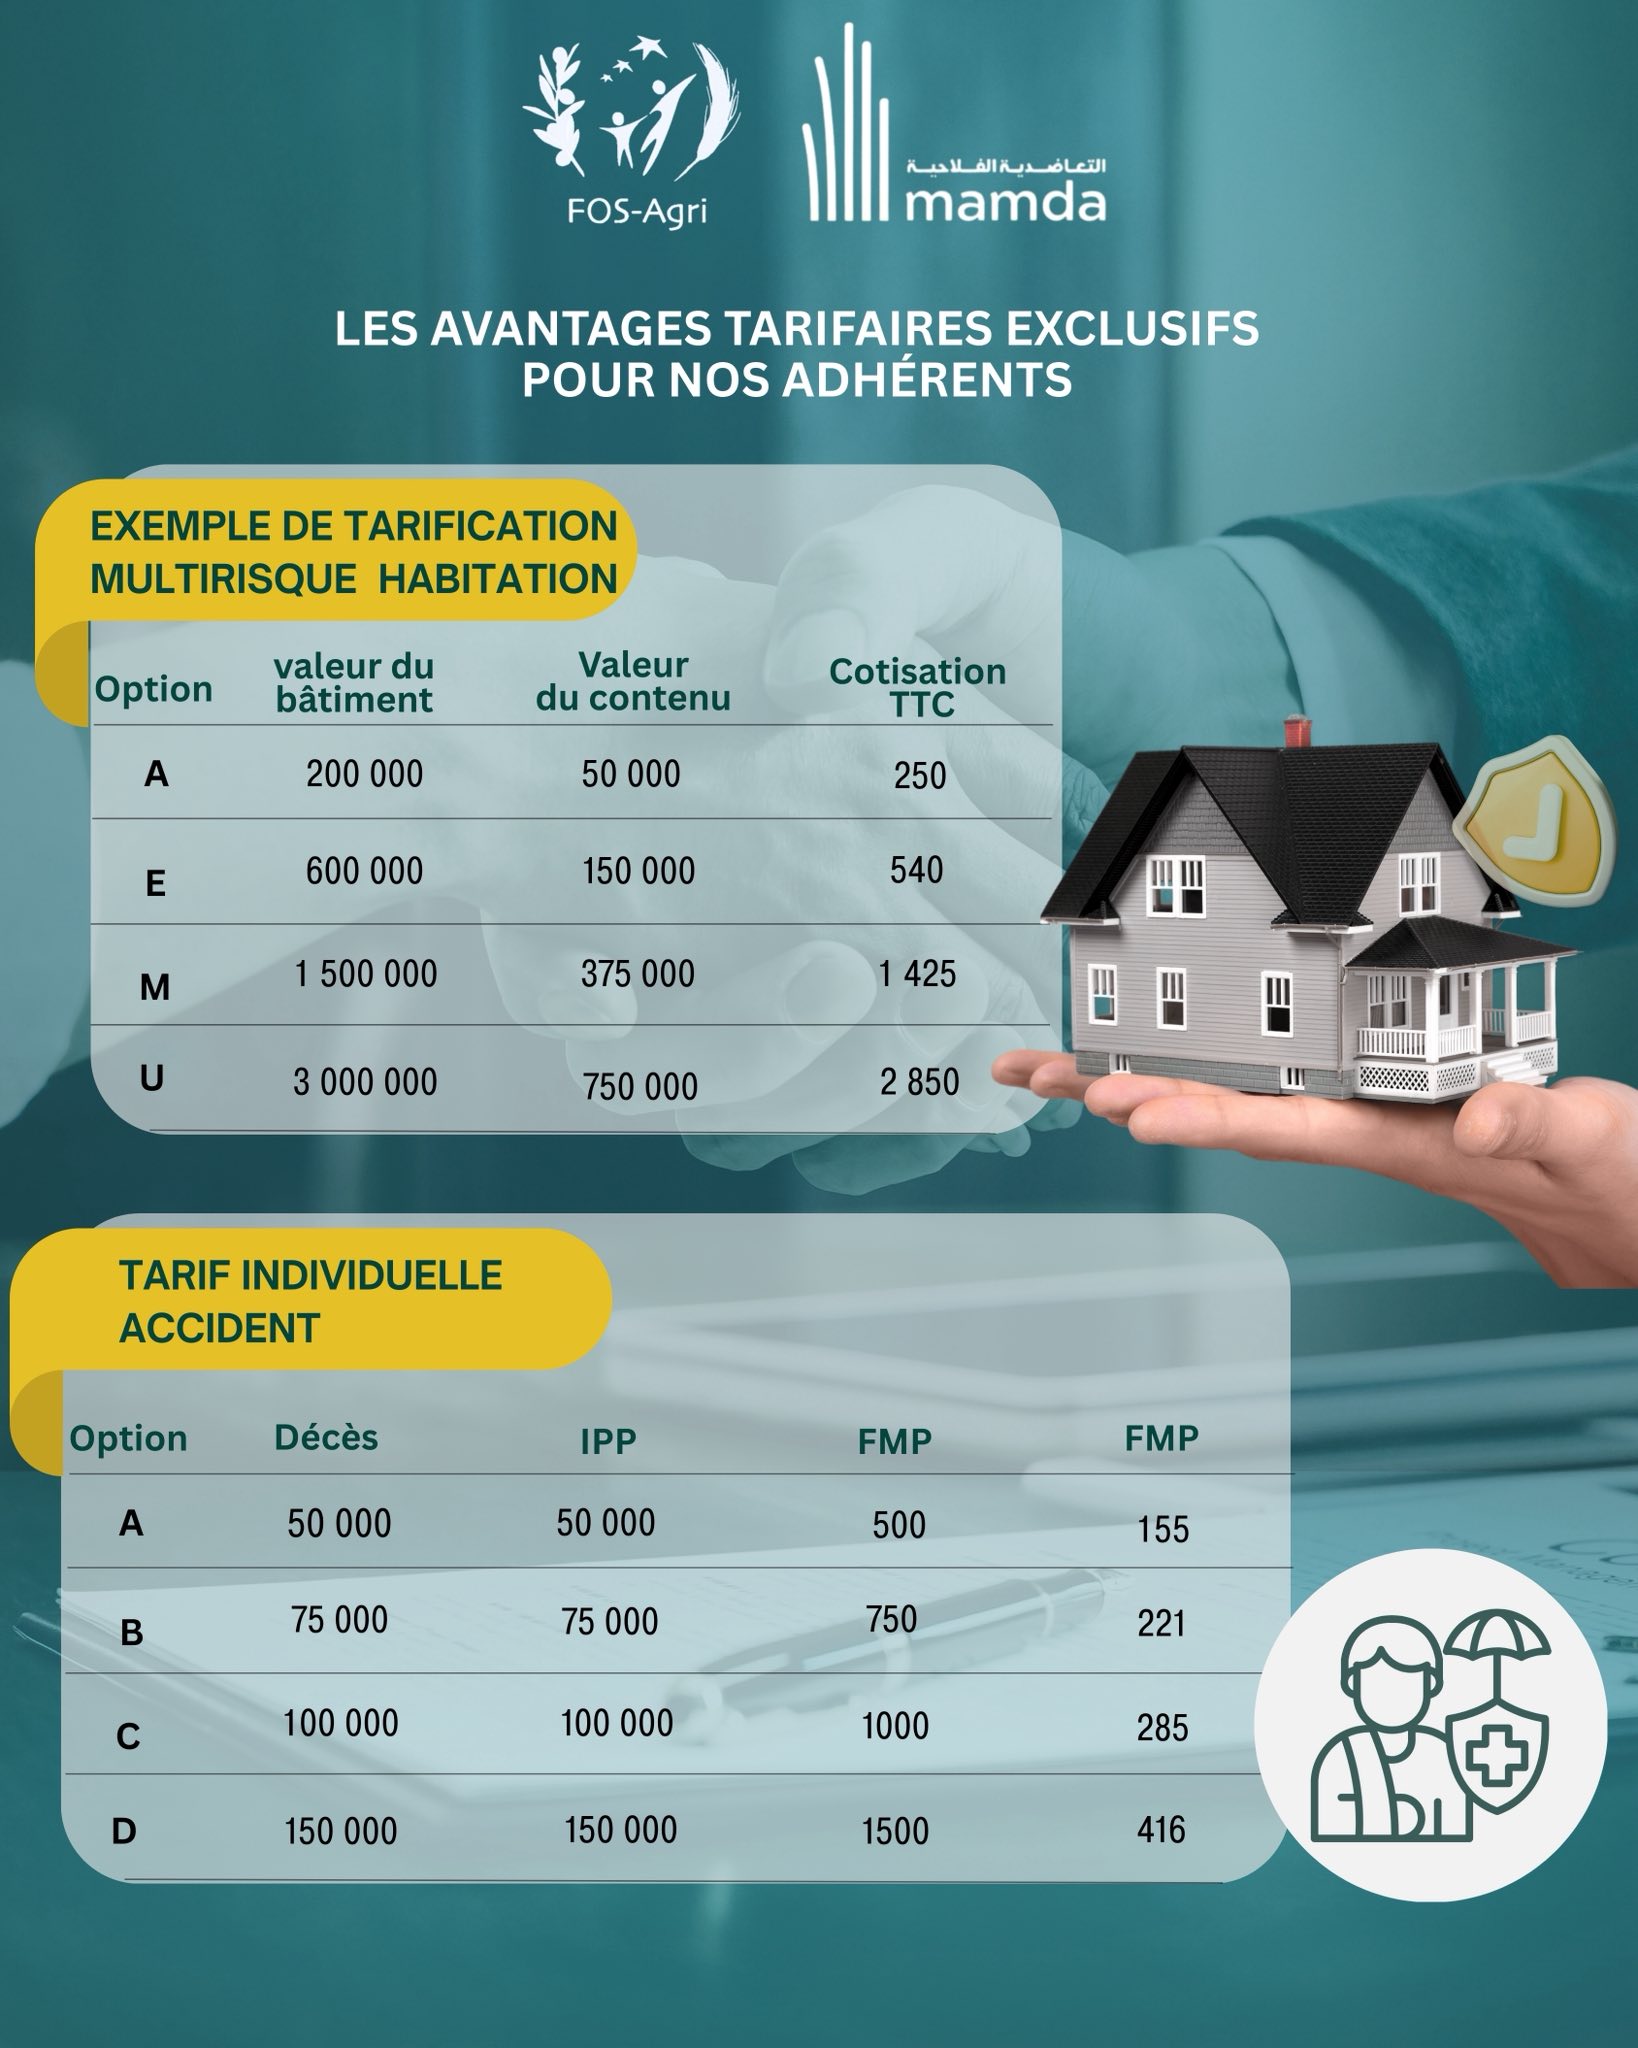 FOS-Agri
التعاضدية الفلاحية
mamda
LES AVANTAGES TARIFAIRES EXCLUSIFS
POUR NOS ADHÉRENTS
EXEMPLE DE TARIFICATION
MULTIRISQUE HABITATION
Option valeur du bâtiment Valeur du contenu Cotisation TTC
A 200 000 50 000 250
E 600 000 150 000 540
M 1 500 000 375 000 1 425
U 3 000 000 750 000 2 850
TARIF INDIVIDUELLE
ACCIDENT
Option Décès IPP FMP FMP
A 50 000 50 000 500 155
B 75 000 75 000 750 221
C 100 000 100 000 1000 285
D 150 000 150 000 1500 416